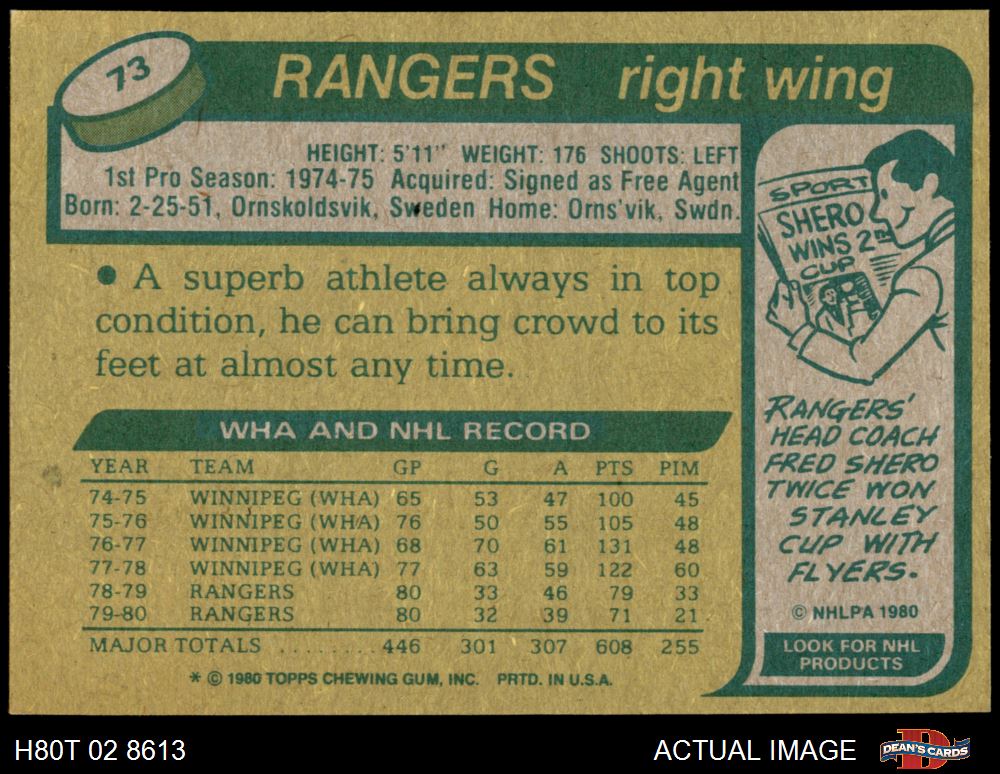 73
RANGERS right wing
HEIGHT: 5'11" WEIGHT: 176 SHOOTS: LEFT
1st Pro Season: 1974-75 Acquired: Signed as Free Agent
Born: 2-25-51, Ornskoldsvik, Sweden Home: Orns'vik, Swdn.
● A superb athlete always in top
condition, he can bring crowd to its
feet at almost any time.
WHA AND NHL RECORD
YEAR TEAM GP G A PTS PIM
74-75 WINNIPEG (WHA) 65 53 47 100 45
75-76 WINNIPEG (WHA) 76 50 55 105 48
76-77 WINNIPEG (WHA) 68 70 61 131 48
77-78 WINNIPEG (WHA) 77 63 59 122 60
78-79 RANGERS 80 33 46 79 33
79-80 RANGERS 80 32 39 71 21
MAJOR TOTALS ........ 446 301 307 608 255
* © 1980 TOPPS CHEWING GUM, INC. PRTD. IN U.S.A.
SPORT
SHERO
WINS 2ND
CUP
RANGERS'
HEAD COACH
FRED SHERO
TWICE WON
STANLEY
CUP WITH
FLYERS.
© NHLPA 1980
LOOK FOR NHL
PRODUCTS
H80T 02 8613
ACTUAL IMAGE
DEAN'S CARDS